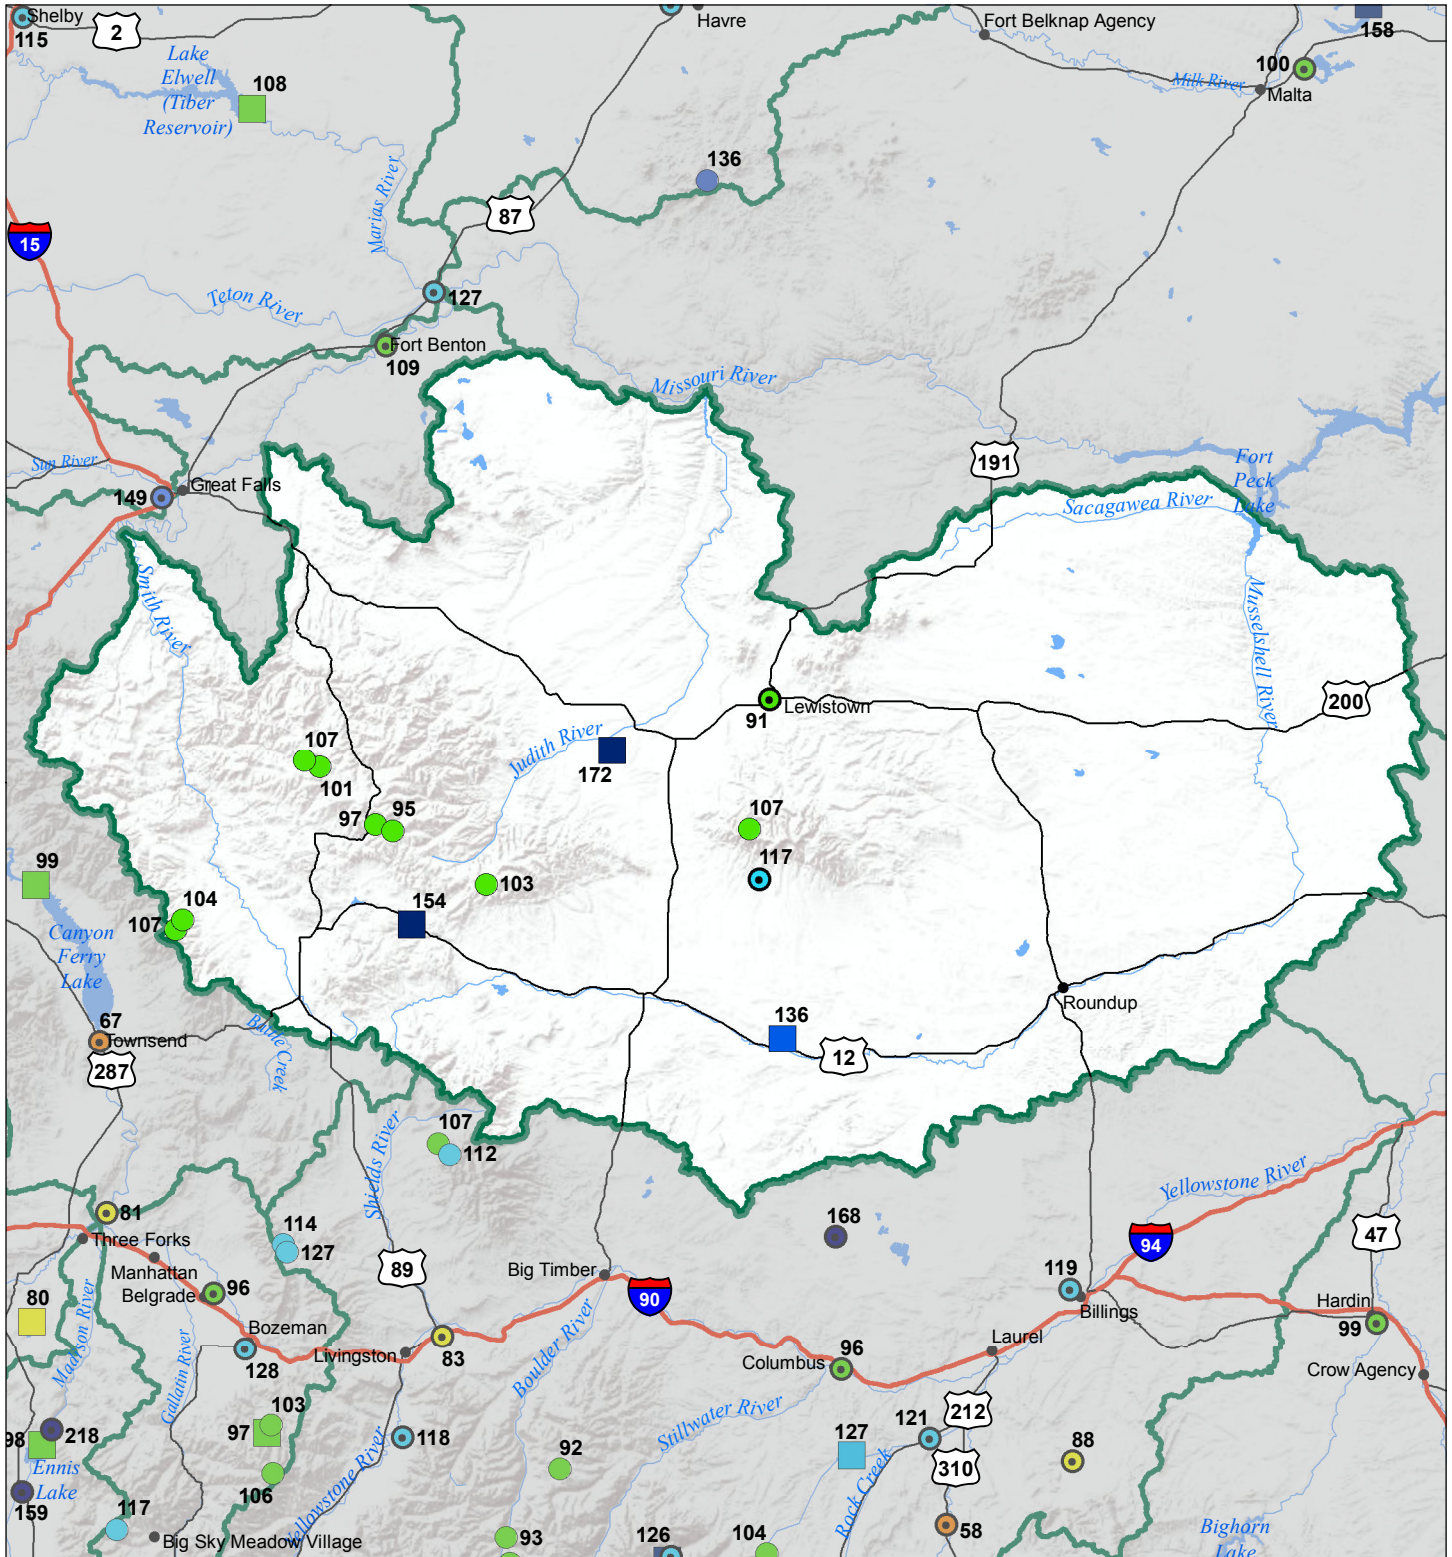 Shelby
115
2
Havre
Fort Belknap Agency
158
Lake
Elwell
(Tiber
Reservoir)
108
100
Milk River
Malta
136
Marias River
87
15
Teton River
127
Fort Benton
109
Missouri River
191
Fort
Peck
Lake
Sun River
Great Falls
149
Sacagawea River
Smith River
Musselshell River
200
91
Lewistown
Judith River
172
107
101
97
95
107
117
99
103
104
107
154
Canyon
Ferry
Lake
Roundup
67
Townsend
287
Battle Creek
136
12
107
112
Shields River
Yellowstone River
81
Three Forks
114
127
168
47
94
Manhattan
Belgrade
96
89
Big Timber
90
119
Billings
Hardin
99
80
Madison River
Bozeman
128
Gallatin River
Livingston
83
Boulder River
Columbus
96
Laurel
Crow Agency
103
97
98
218
Ennis
Lake
118
Stillwater River
212
121
127
310
88
92
106
159
117
Yellowstone River
Rock Creek
Big Sky Meadow Village
93
126
104
58
Bighorn
Lake